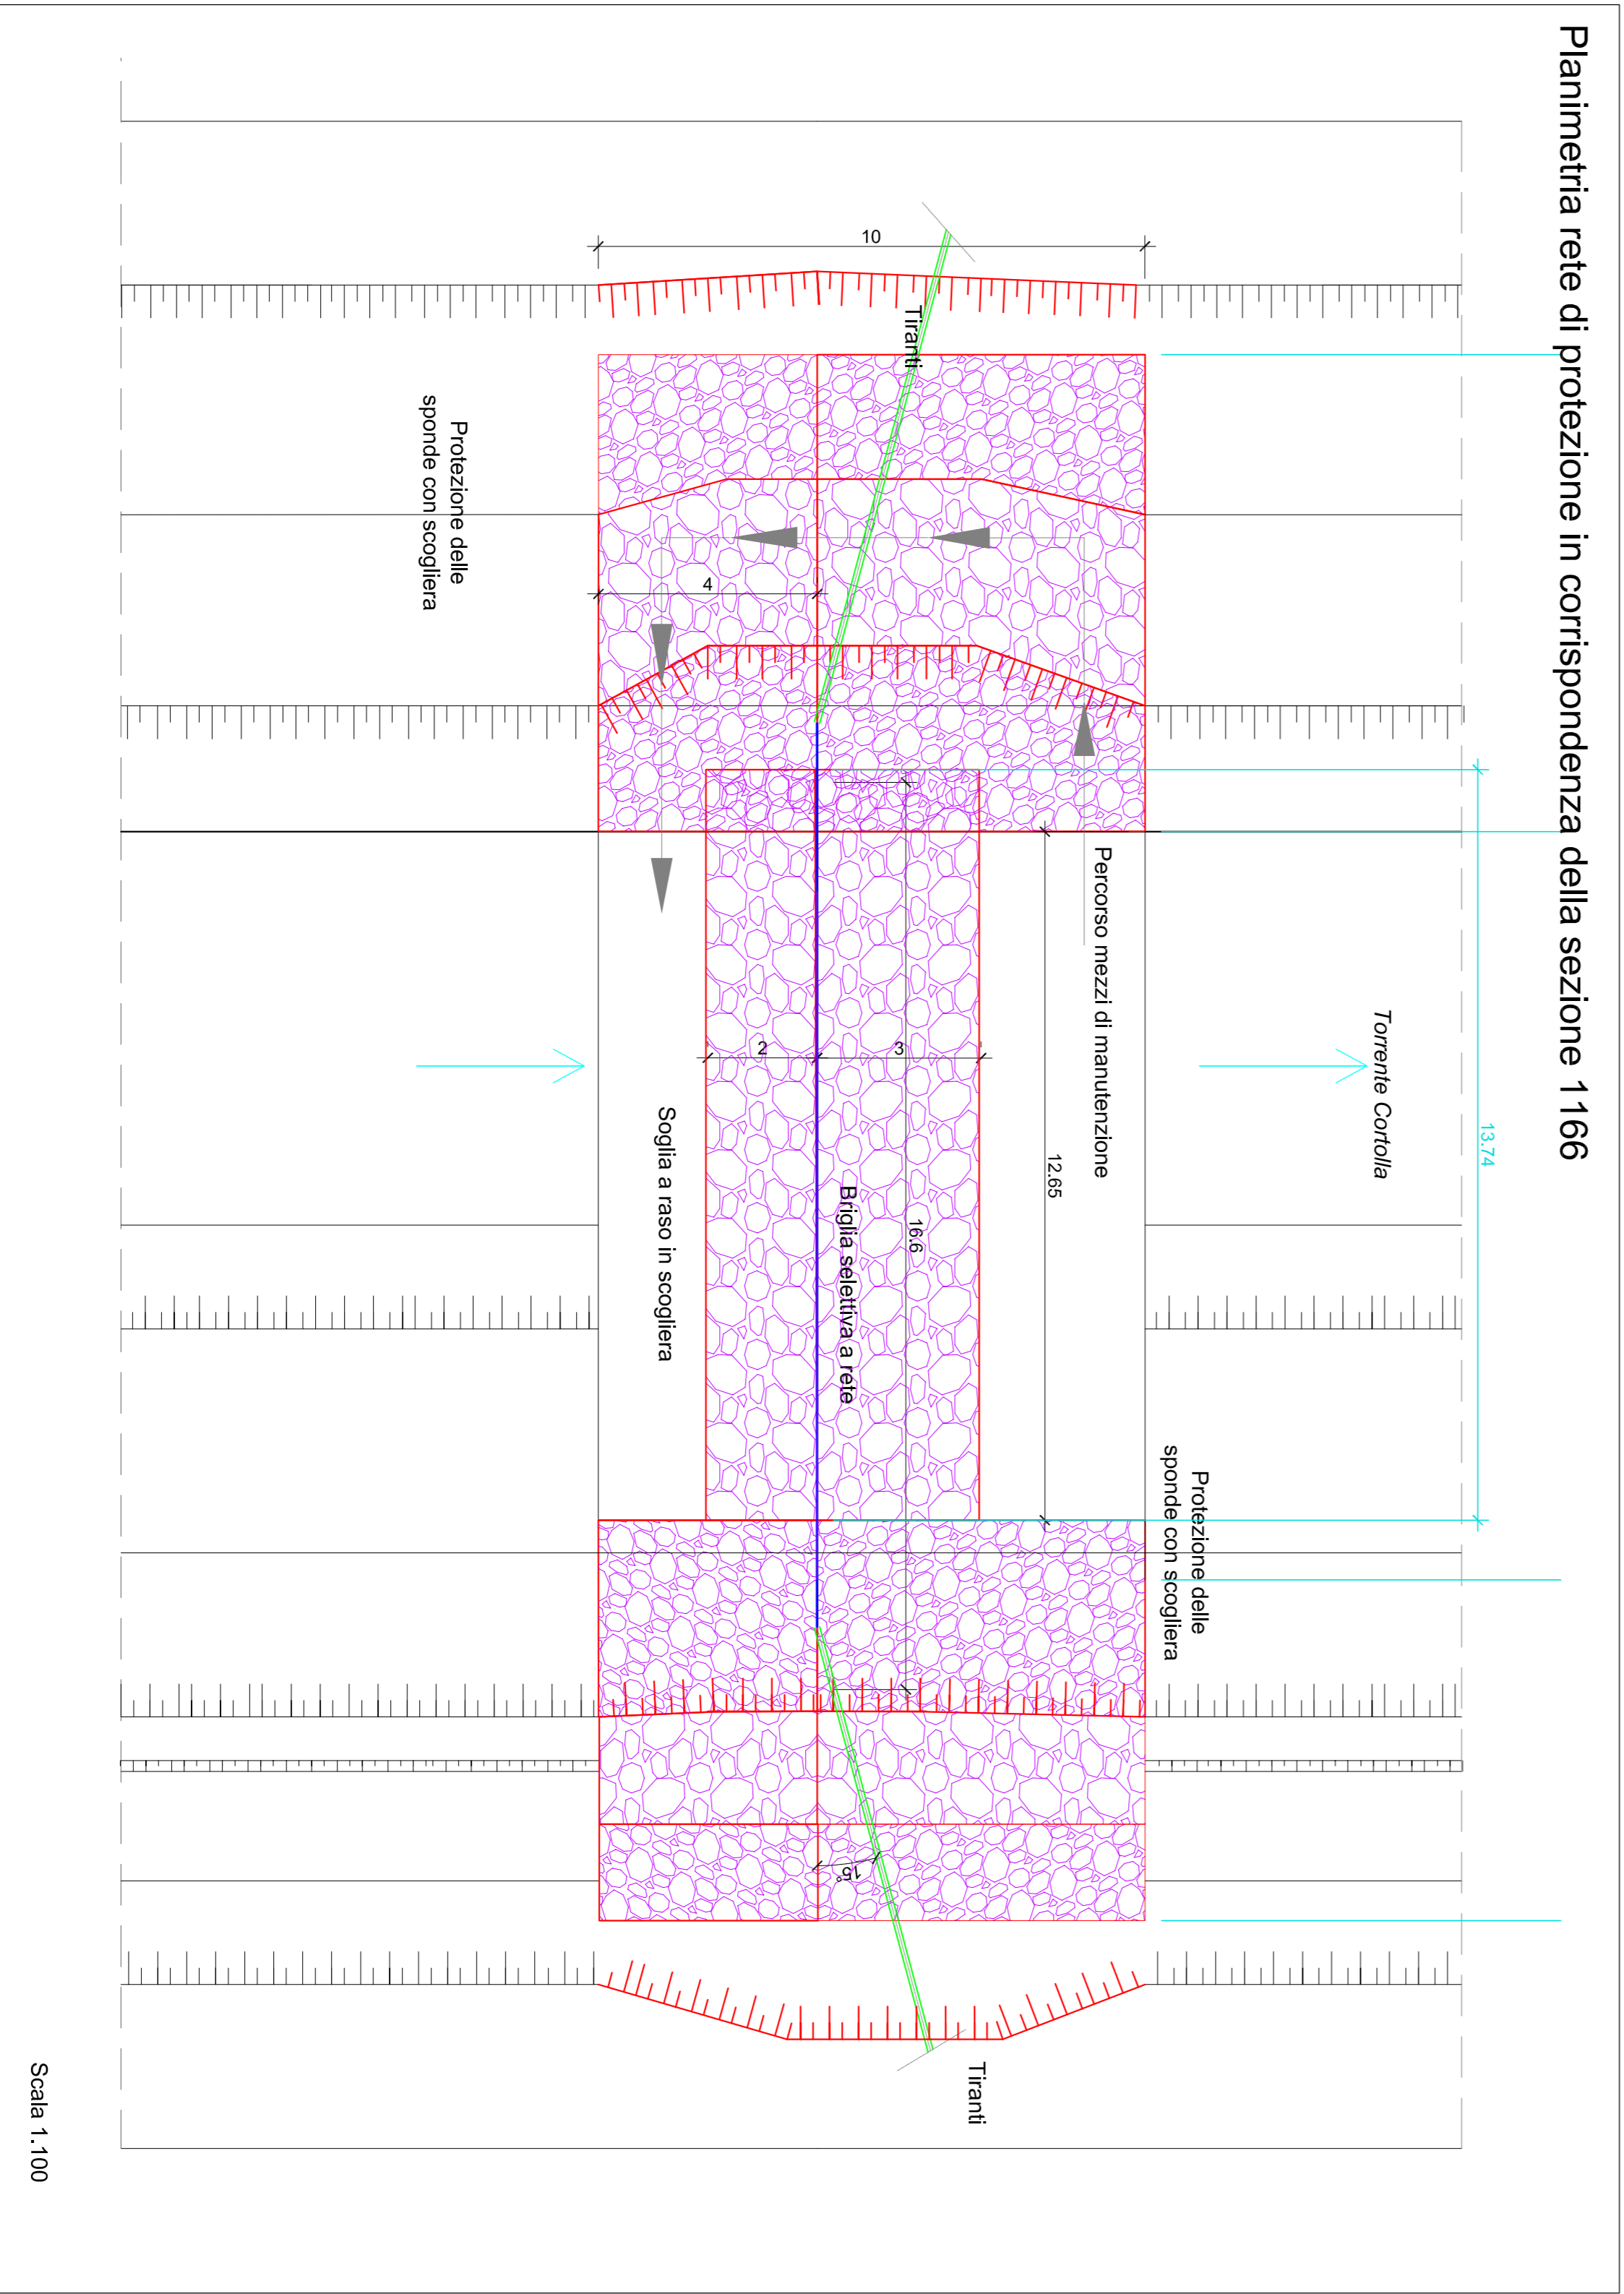 Planimetria rete di protezione in corrispondenza della sezione 1166
Torrente Cortolla
13.74
10
Tiranti
Protezione delle
sponde con scogliera
4
Percorso mezzi di manutenzione
12.65
16.6
2
3
Briglia selettiva a rete
Soglia a raso in scogliera
Protezione delle
sponde con scogliera
15°
Tiranti
Scala 1.100